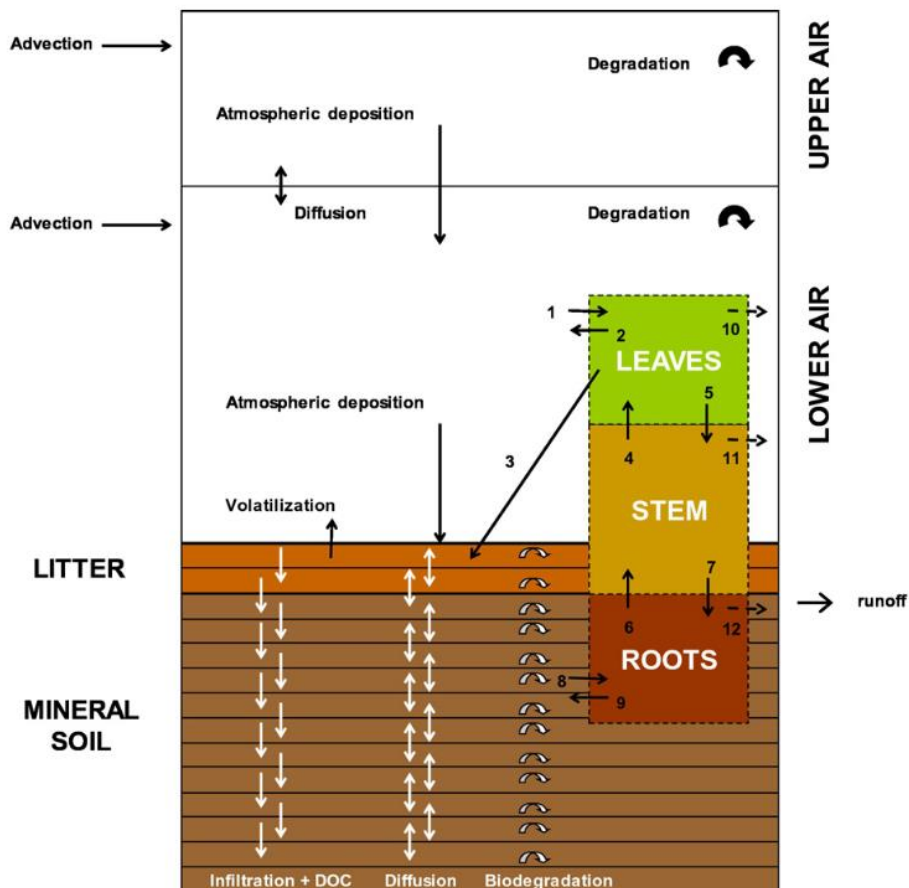 Advection
Degradation
UPPER AIR
Atmospheric deposition
Advection
Diffusion
Degradation
LOWER AIR
1
2
10
LEAVES
5
Atmospheric deposition
3
4
11
Volatilization
STEM
LITTER
7
runoff
6
12
ROOTS
8
9
MINERAL
SOIL
Infiltration + DOC
Diffusion
Biodegradation